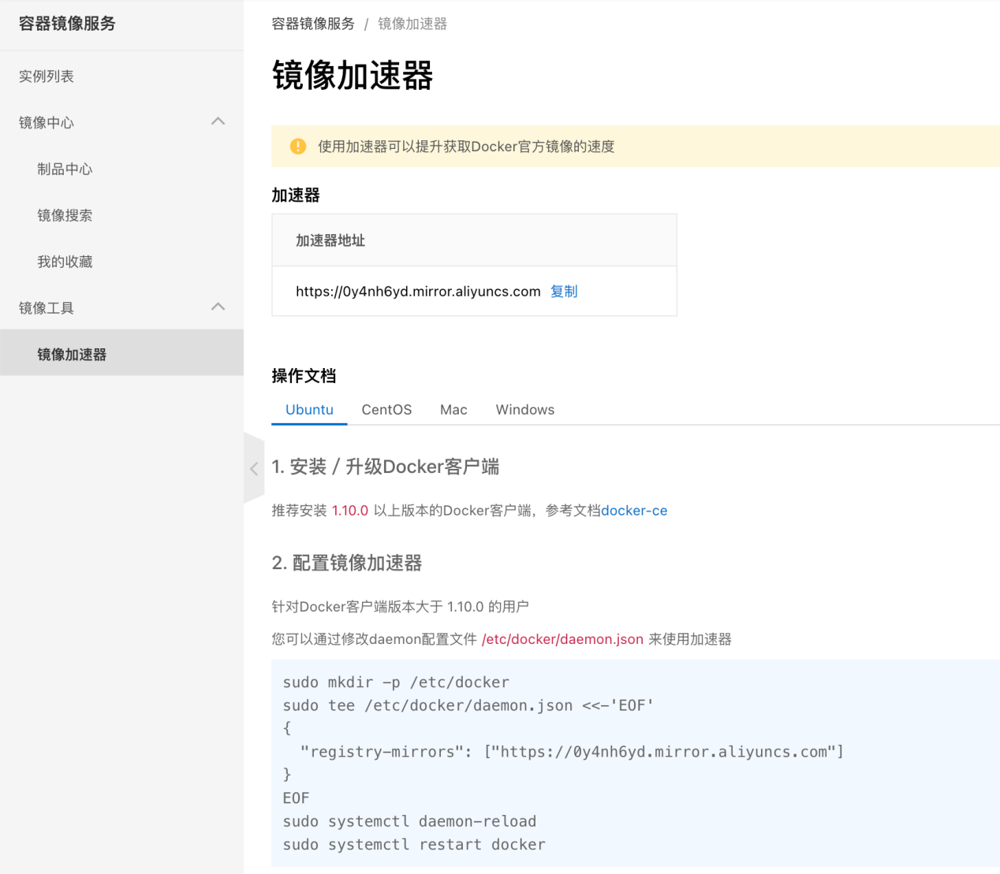 容器镜像服务
实例列表
镜像中心
制品中心
镜像搜索
我的收藏
镜像工具
镜像加速器
容器镜像服务 / 镜像加速器
镜像加速器
使用加速器可以提升获取Docker官方镜像的速度
加速器
加速器地址
https://0y4nh6yd.mirror.aliyuncs.com 复制
操作文档
Ubuntu CentOS Mac Windows
1. 安装 / 升级Docker客户端
推荐安装 1.10.0 以上版本的Docker客户端，参考文档docker-ce
2. 配置镜像加速器
针对Docker客户端版本大于 1.10.0 的用户
您可以通过修改daemon配置文件 /etc/docker/daemon.json 来使用加速器
sudo mkdir -p /etc/docker
sudo tee /etc/docker/daemon.json <<-'EOF'
{
  "registry-mirrors": ["https://0y4nh6yd.mirror.aliyuncs.com"]
}
EOF
sudo systemctl daemon-reload
sudo systemctl restart docker